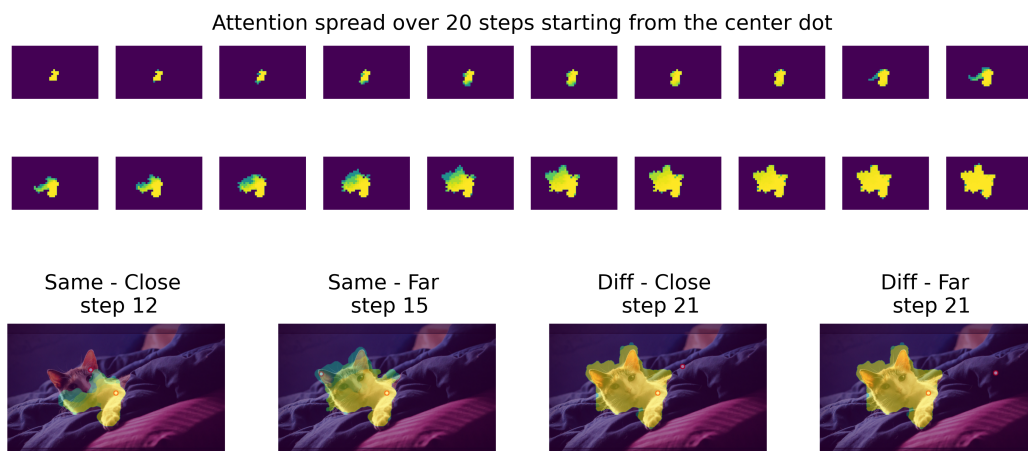 Attention spread over 20 steps starting from the center dot
Same - Close
step 12
Same - Far
step 15
Diff - Close
step 21
Diff - Far
step 21